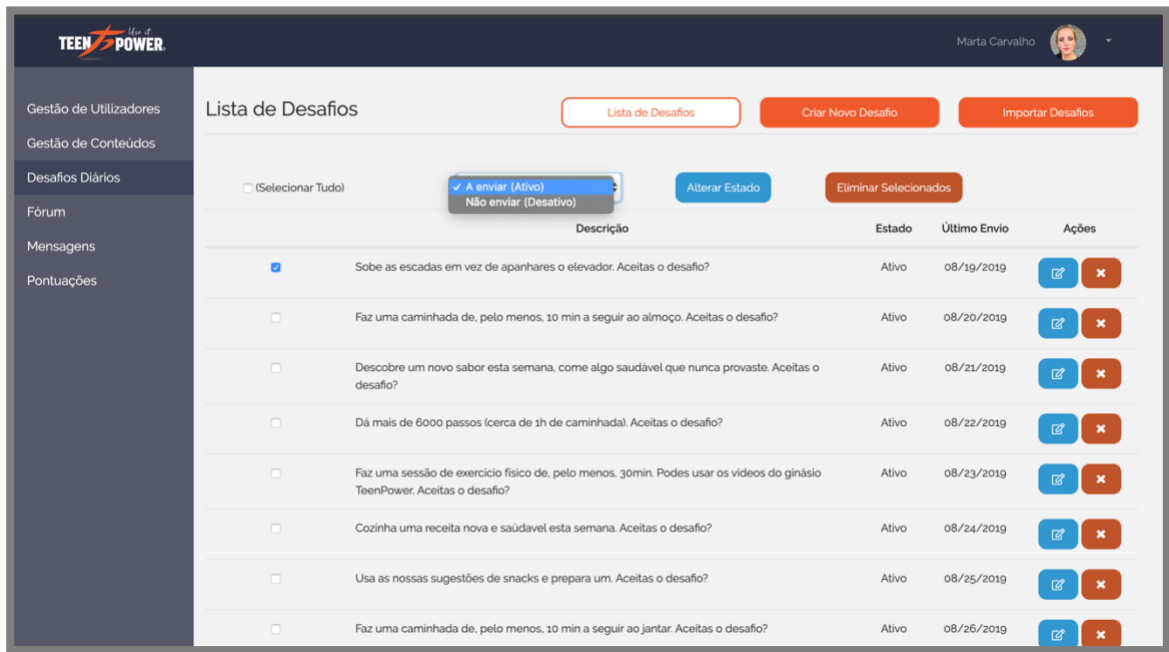 Use it.
TEEN POWER
Marta Carvalho
Gestão de Utilizadores
Gestão de Conteúdos
Desafios Diários
Fórum
Mensagens
Pontuações
Lista de Desafios
Lista de Desafios
Criar Novo Desafio
Importar Desafios
(Selecionar Tudo)
✓ A enviar (Ativo)
Não enviar (Desativo)
Alterar Estado
Eliminar Selecionados
Descrição Estado Último Envio Ações
Sobe as escadas em vez de apanhares o elevador. Aceitas o desafio? Ativo 08/19/2019
Faz uma caminhada de, pelo menos, 10 min a seguir ao almoço. Aceitas o desafio? Ativo 08/20/2019
Descobre um novo sabor esta semana, come algo saudável que nunca provaste. Aceitas o Ativo 08/21/2019
desafio?
Dá mais de 6000 passos (cerca de 1h de caminhada). Aceitas o desafio? Ativo 08/22/2019
Faz uma sessão de exercício físico de, pelo menos, 30min. Podes usar os vídeos do ginásio Ativo 08/23/2019
TeenPower. Aceitas o desafio?
Cozinha uma receita nova e saúdavel esta semana. Aceitas o desafio? Ativo 08/24/2019
Usa as nossas sugestões de snacks e prepara um. Aceitas o desafio? Ativo 08/25/2019
Faz uma caminhada de, pelo menos, 10 min a seguir ao jantar. Aceitas o desafio? Ativo 08/26/2019